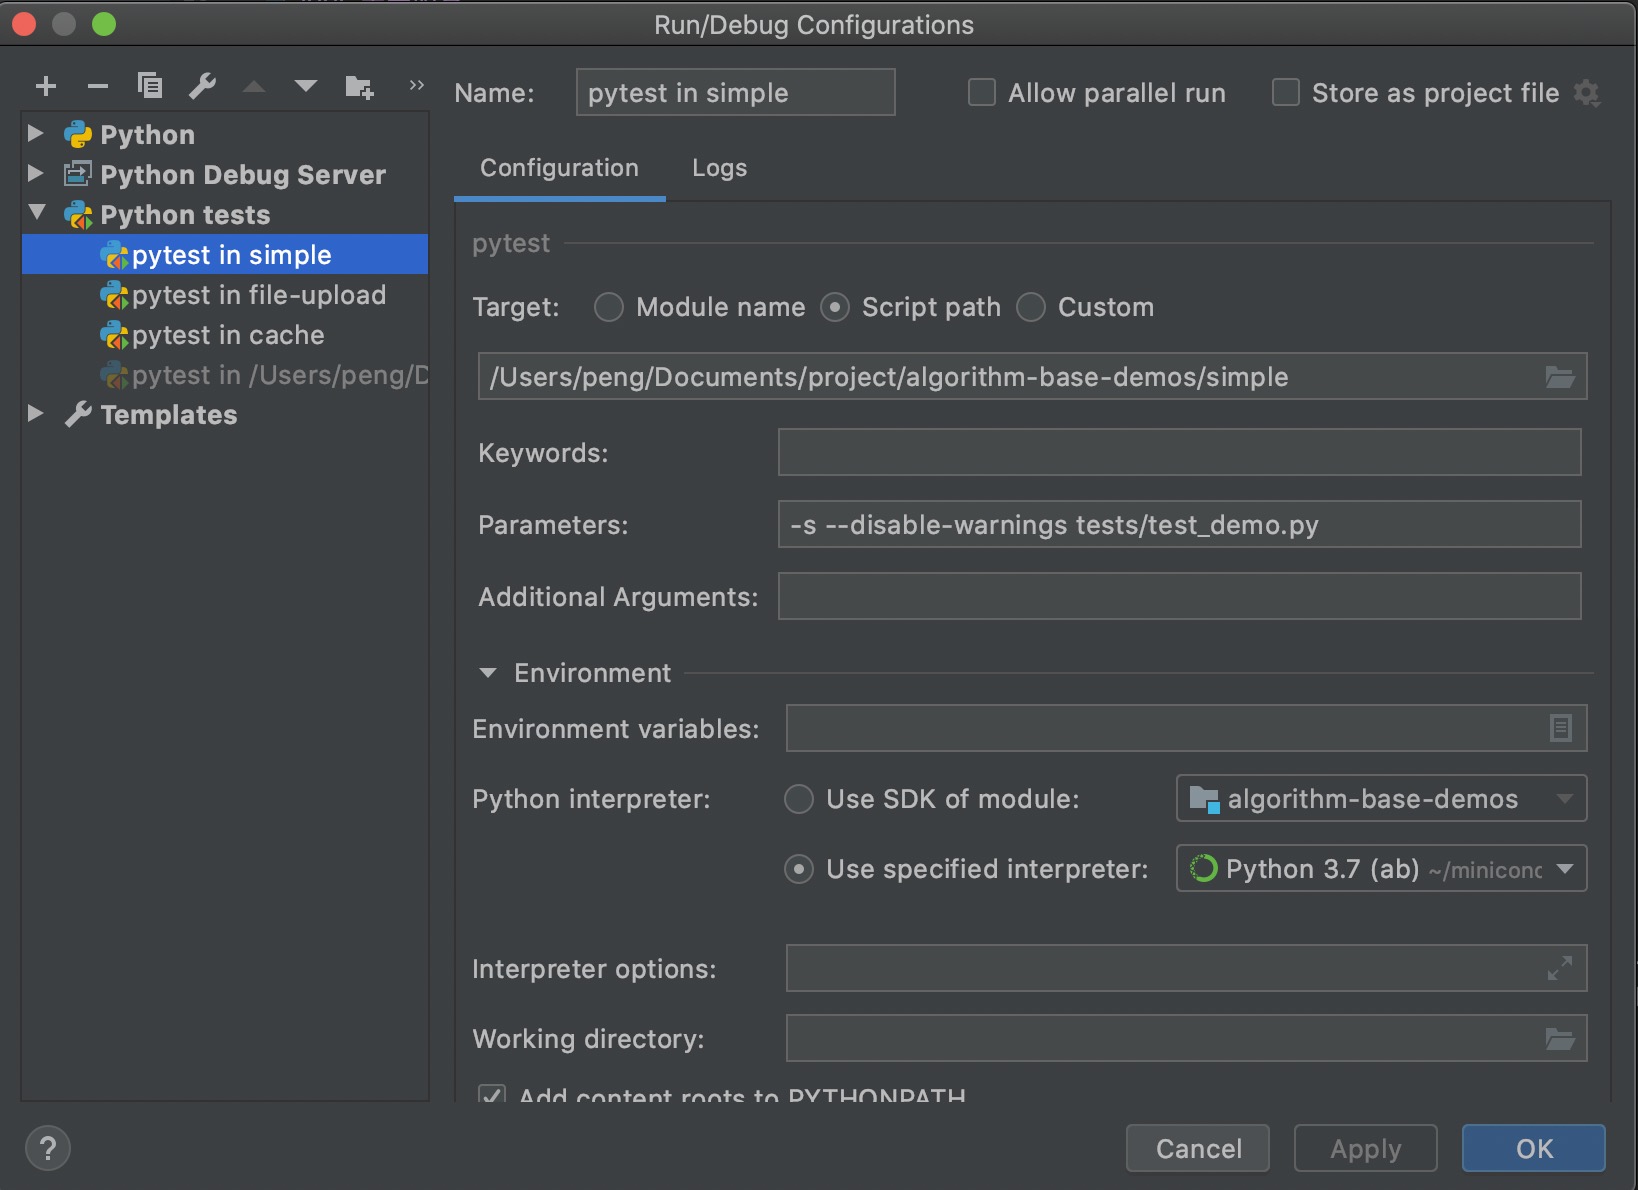 Run/Debug Configurations
Name: pytest in simple Allow parallel run Store as project file
Python
Python Debug Server
Python tests
pytest in simple
pytest in file-upload
pytest in cache
pytest in /Users/peng/D
Templates
Configuration Logs
pytest
Target: Module name Script path Custom
/Users/peng/Documents/project/algorithm-base-demos/simple
Keywords:
Parameters: -s --disable-warnings tests/test_demo.py
Additional Arguments:
Environment
Environment variables:
Python interpreter: Use SDK of module: algorithm-base-demos
Use specified interpreter: Python 3.7 (ab) ~/minicond
Interpreter options:
Working directory:
Add content roots to PYTHONPATH
? Cancel Apply OK